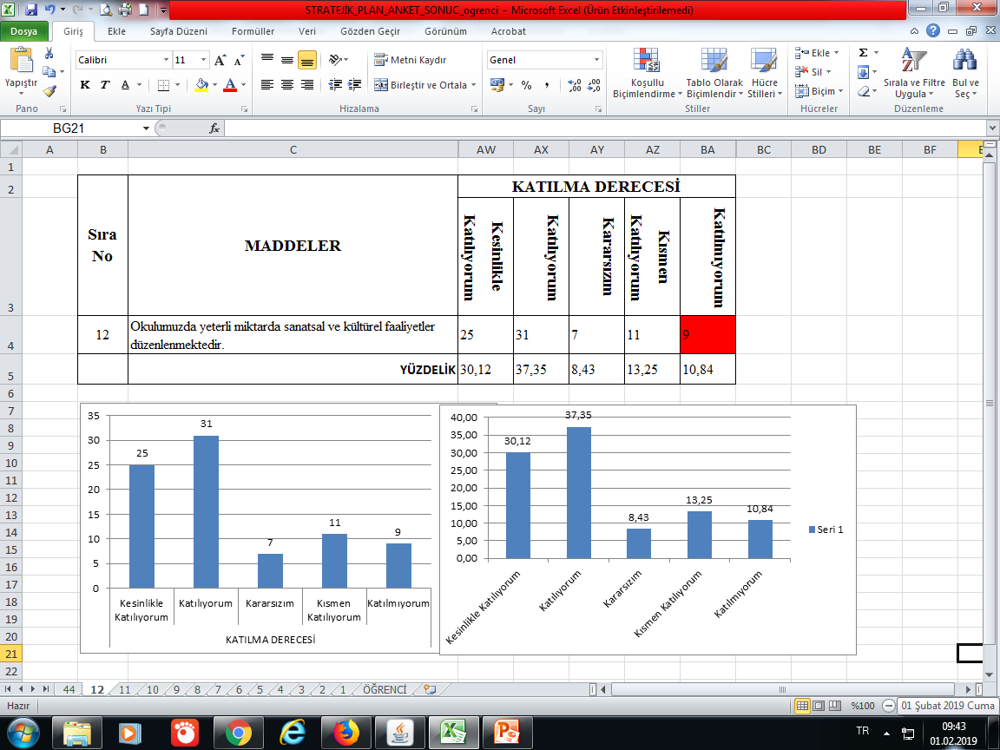 STRATEJİK_PLAN_ANKET_SONUC_ogrenci - Microsoft Excel (Ürün Etkinleştirilemedi)
Dosya Giriş Ekle Sayfa Düzeni Formüller Veri Gözden Geçir Görünüm Acrobat
Yapıştır
Calibri 11
K T A
Metni Kaydır
Birleştir ve Ortala
Genel
Koşullu Biçimlendirme
Tablo Olarak Biçimlendir
Hücre Stilleri
Ekle
Sil
Biçim
Sırala ve Filtre Uygula
Bul ve Seç
Pano Yazı Tipi Hizalama Sayı Stiller Hücreler Düzenleme
BG21 fx
A B C AW AX AY AZ BA BC BD BE BF
1
2
3
4
5
6
7
8
9
10
11
12
13
14
15
16
17
18
19
20
21
22
Sıra No
MADDELER
KATILMA DERECESİ
Kesinlikle Katılıyorum
Katılıyorum
Kararsızım
Kısmen Katılıyorum
Katılmıyorum
12 Okulumuzda yeterli miktarda sanatsal ve kültürel faaliyetler 25 31 7 11 9
düzenlenmektedir.
YÜZDELİK 30,12 37,35 8,43 13,25 10,84
35
30
25
20
15
10
5
0
25
31
7
11
9
Kesinlikle Katılıyorum
Katılıyorum
Kararsızım
Kısmen Katılıyorum
Katılmıyorum
KATILMA DERECESİ
40,00
35,00
30,00
25,00
20,00
15,00
10,00
5,00
0,00
30,12
37,35
8,43
13,25
10,84
Kesinlikle Katılıyorum
Katılıyorum
Kararsızım
Kısmen Katılıyorum
Katılmıyorum
Seri 1
44 12 11 10 9 8 7 6 5 4 3 2 1 ÖĞRENCİ
Hazır %100 01 Şubat 2019 Cuma
TR 09:43
01.02.2019